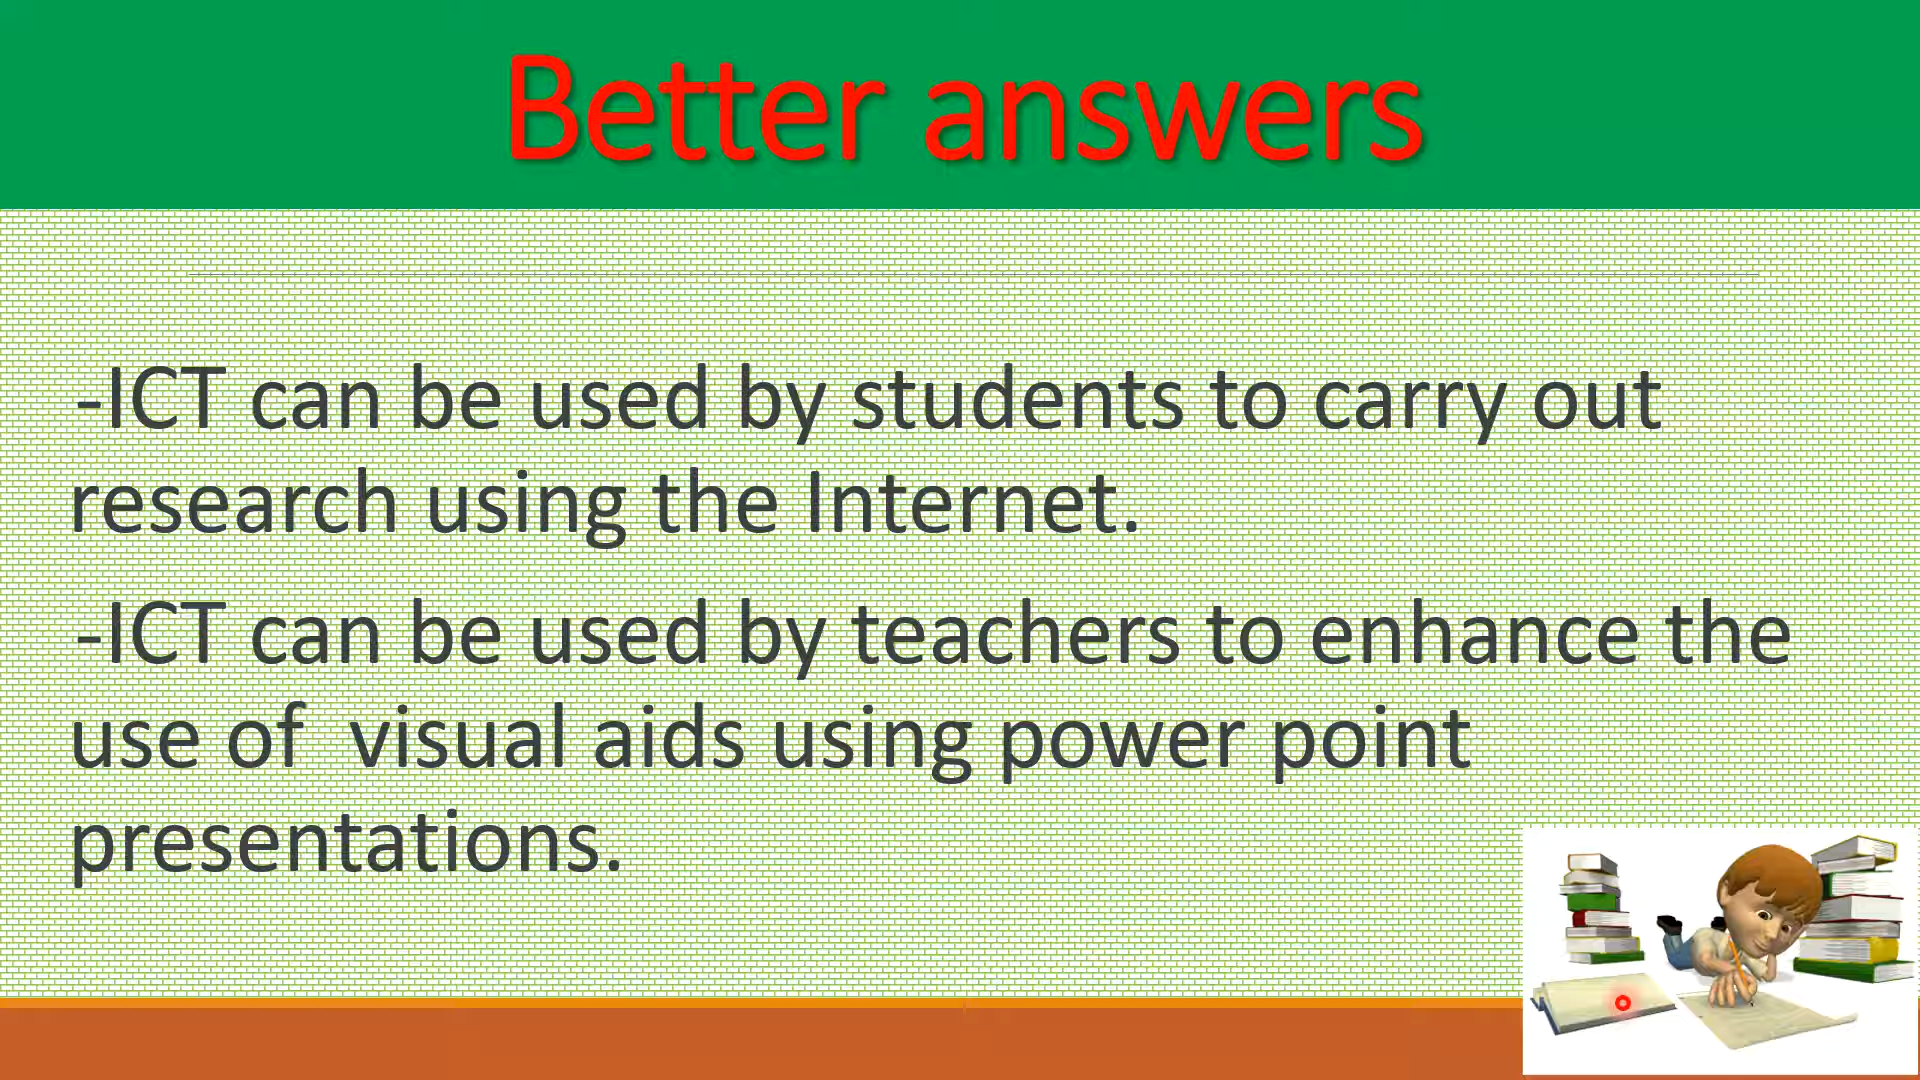 Better answers
-ICT can be used by students to carry out
research using the Internet.
-ICT can be used by teachers to enhance the
use of  visual aids using power point
presentations.